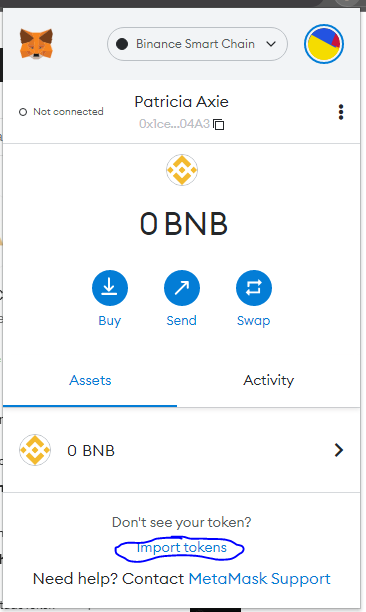 Binance Smart Chain
Not connected
Patricia Axie
0x1ce...04A3
0 BNB
Buy
Send
Swap
Assets
Activity
0 BNB
Don't see your token?
Import tokens
Need help? Contact MetaMask Support